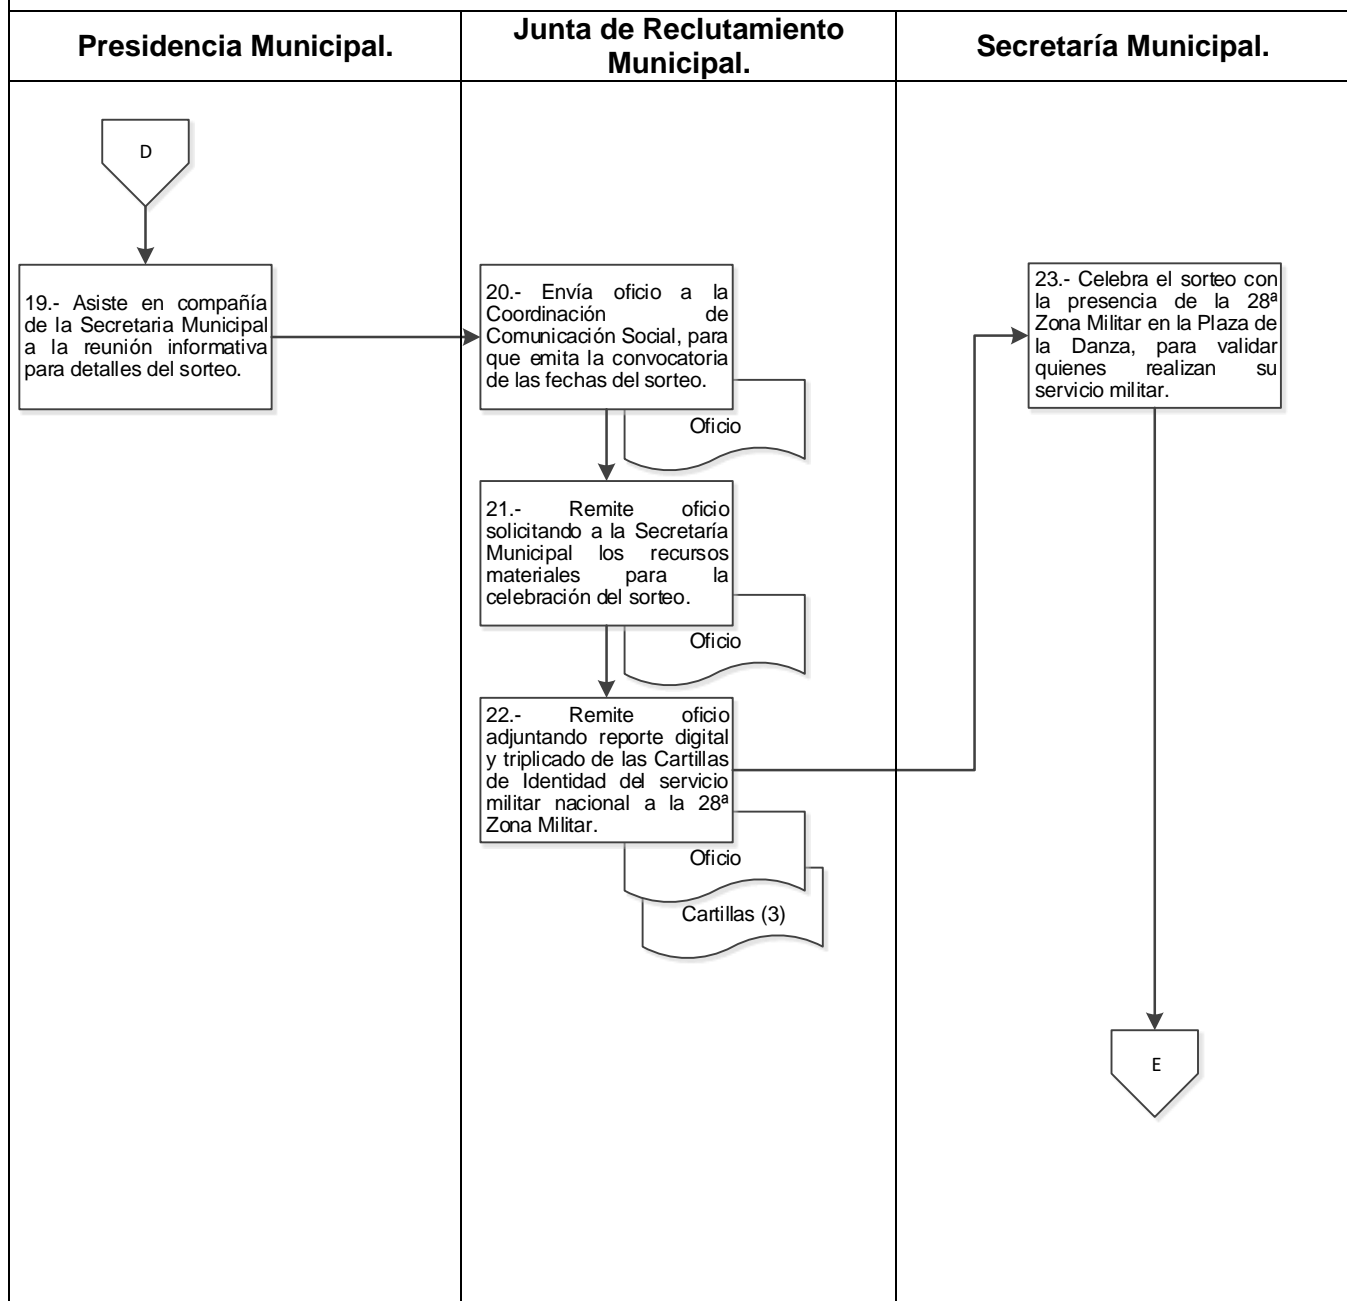 Presidencia Municipal.
Junta de Reclutamiento
Municipal.
Secretaría Municipal.
D
19.- Asiste en compañía
de la Secretaria Municipal
a la reunión informativa
para detalles del sorteo.
20.- Envía oficio a la
Coordinación de
Comunicación Social, para
que emita la convocatoria
de las fechas del sorteo.
Oficio
21.- Remite oficio
solicitando a la Secretaría
Municipal los recursos
materiales para la
celebración del sorteo.
Oficio
22.- Remite oficio
adjuntando reporte digital
y triplicado de las Cartillas
de Identidad del servicio
militar nacional a la 28ª
Zona Militar.
Oficio
Cartillas (3)
23.- Celebra el sorteo con
la presencia de la 28ª
Zona Militar en la Plaza de
la Danza, para validar
quienes realizan su
servicio militar.
E